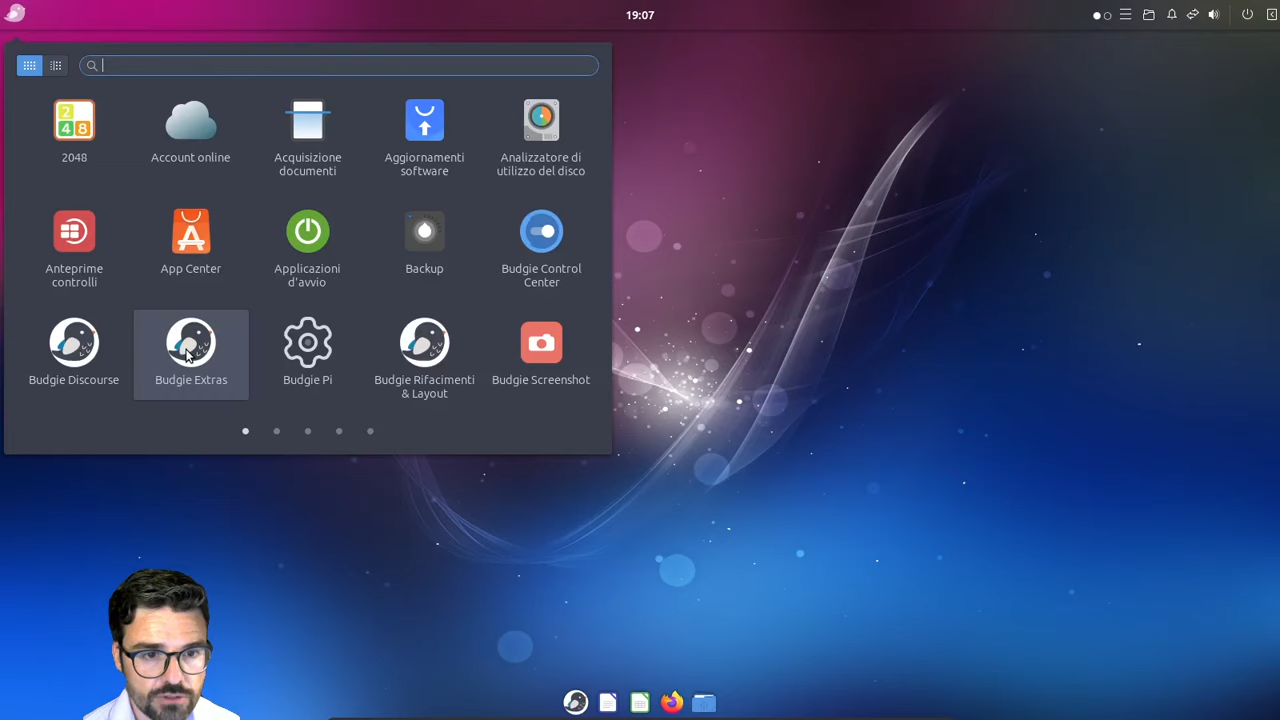 19:07
2048
Account online
Acquisizione
documenti
Aggiornamenti
software
Analizzatore di
utilizzo del disco
Anteprime
controlli
App Center
Applicazioni
d'avvio
Backup
Budgie Control
Center
Budgie Discourse
Budgie Extras
Budgie Pi
Budgie Rifacimenti
& Layout
Budgie Screenshot